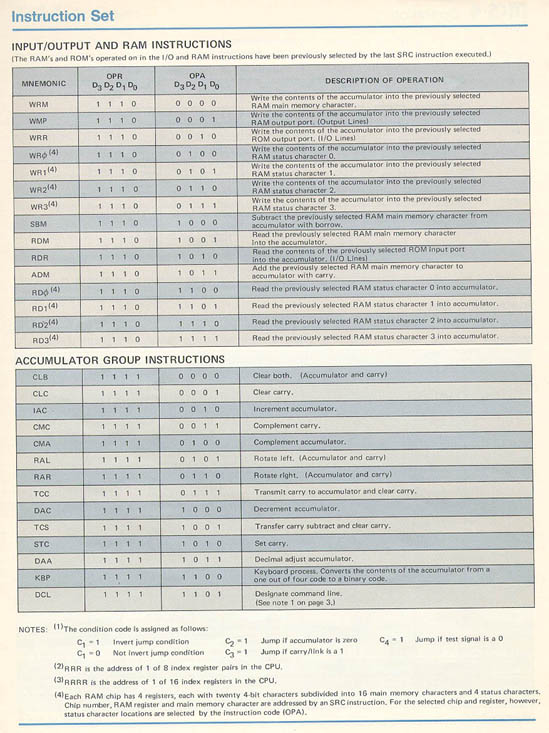 Instruction Set
INPUT/OUTPUT AND RAM INSTRUCTIONS
(The RAM's and ROM's operated on in the I/O and RAM instructions have been previously selected by the last SRC instruction executed.)
MNEMONIC OPR D3 D2 D1 D0 OPA D3 D2 D1 D0 DESCRIPTION OF OPERATION
WRM 1 1 1 0 0 0 0 0 Write the contents of the accumulator into the previously selected
RAM main memory character.
WMP 1 1 1 0 0 0 0 1 Write the contents of the accumulator into the previously selected
RAM output port. (Output Lines)
WRR 1 1 1 0 0 0 1 0 Write the contents of the accumulator into the previously selected
ROM output port. (I/O Lines)
WRϕ(4) 1 1 1 0 0 1 0 0 Write the contents of the accumulator into the previously selected
RAM status character 0.
WR1(4) 1 1 1 0 0 1 0 1 Write the contents of the accumulator into the previously selected
RAM status character 1.
WR2(4) 1 1 1 0 0 1 1 0 Write the contents of the accumulator into the previously selected
RAM status character 2.
WR3(4) 1 1 1 0 0 1 1 1 Write the contents of the accumulator into the previously selected
RAM status character 3.
SBM 1 1 1 0 1 0 0 0 Subtract the previously selected RAM main memory character from
accumulator with borrow.
RDM 1 1 1 0 1 0 0 1 Read the previously selected RAM main memory character
into the accumulator.
RDR 1 1 1 0 1 0 1 0 Read the contents of the previously selected ROM input port
into the accumulator. (I/O Lines)
ADM 1 1 1 0 1 0 1 1 Add the previously selected RAM main memory character to
accumulator with carry.
RDϕ(4) 1 1 1 0 1 1 0 0 Read the previously selected RAM status character 0 into accumulator.
RD1(4) 1 1 1 0 1 1 0 1 Read the previously selected RAM status character 1 into accumulator.
RD2(4) 1 1 1 0 1 1 1 0 Read the previously selected RAM status character 2 into accumulator.
RD3(4) 1 1 1 0 1 1 1 1 Read the previously selected RAM status character 3 into accumulator.
ACCUMULATOR GROUP INSTRUCTIONS
CLB 1 1 1 1 0 0 0 0 Clear both. (Accumulator and carry)
CLC 1 1 1 1 0 0 0 1 Clear carry.
IAC 1 1 1 1 0 0 1 0 Increment accumulator.
CMC 1 1 1 1 0 0 1 1 Complement carry.
CMA 1 1 1 1 0 1 0 0 Complement accumulator.
RAL 1 1 1 1 0 1 0 1 Rotate left. (Accumulator and carry)
RAR 1 1 1 1 0 1 1 0 Rotate right. (Accumulator and carry)
TCC 1 1 1 1 0 1 1 1 Transmit carry to accumulator and clear carry.
DAC 1 1 1 1 1 0 0 0 Decrement accumulator.
TCS 1 1 1 1 1 0 0 1 Transfer carry subtract and clear carry.
STC 1 1 1 1 1 0 1 0 Set carry.
DAA 1 1 1 1 1 0 1 1 Decimal adjust accumulator.
KBP 1 1 1 1 1 1 0 0 Keyboard process. Converts the contents of the accumulator from a
one out of four code to a binary code.
DCL 1 1 1 1 1 1 0 1 Designate command line.
(See note 1 on page 3.)
NOTES: (1)The condition code is assigned as follows:
C1 = 1 Invert jump condition C2 = 1 Jump if accumulator is zero C4 = 1 Jump if test signal is a 0
C1 = 0 Not invert jump condition C3 = 1 Jump if carry/link is a 1
(2)RRR is the address of 1 of 8 index register pairs in the CPU.
(3)RRRR is the address of 1 of 16 index registers in the CPU.
(4)Each RAM chip has 4 registers, each with twenty 4-bit characters subdivided into 16 main memory characters and 4 status characters.
Chip number, RAM register and main memory character are addressed by an SRC instruction. For the selected chip and register, however,
status character locations are selected by the instruction code (OPA).